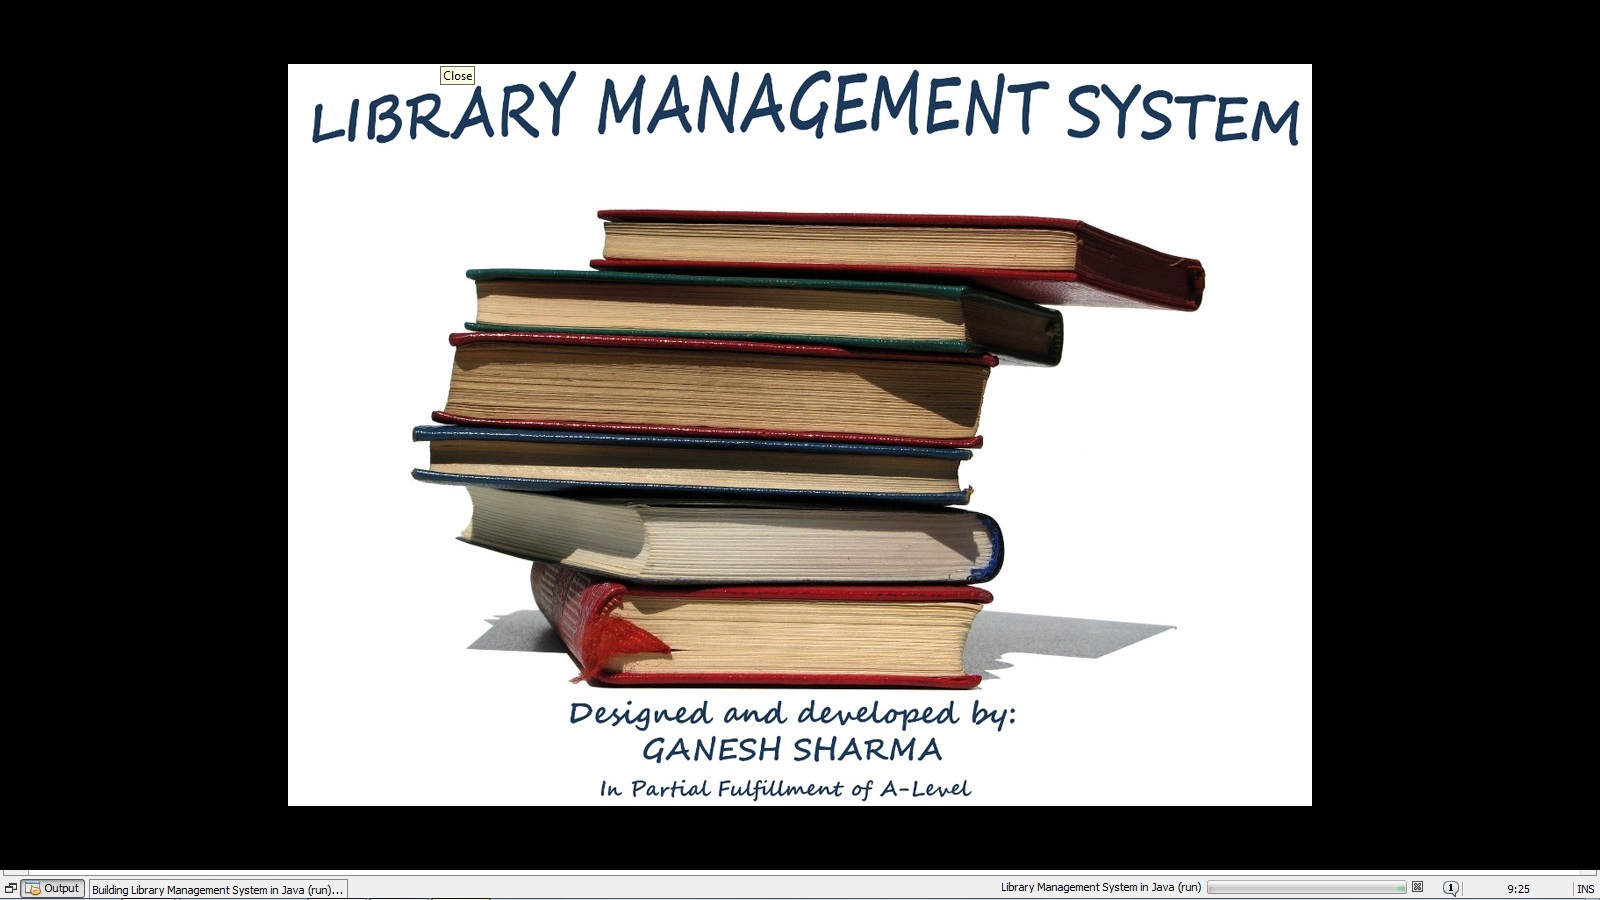 Close
LIBRARY MANAGEMENT SYSTEM
Designed and developed by:
GANESH SHARMA
In Partial Fulfillment of A-Level
Output
Building Library Management System in Java (run)...
Library Management System in Java (run)
1
9:25
INS